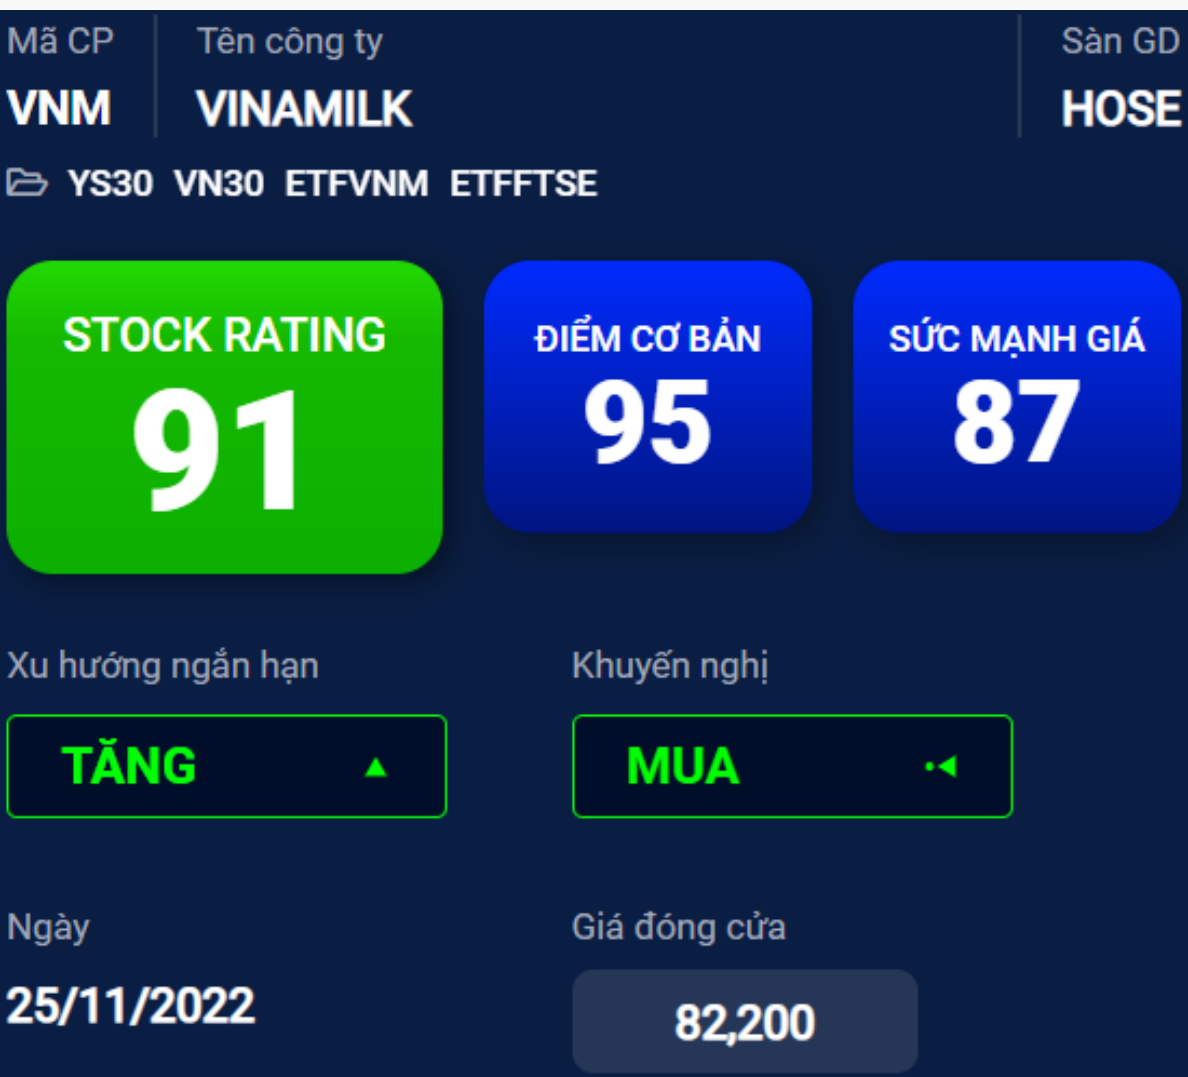 Mã CP Tên công ty Sàn GD
VNM VINAMILK HOSE
YS30 VN30 ETFVNM ETFFTSE
STOCK RATING ĐIỂM CƠ BẢN SỨC MẠNH GIÁ
91 95 87
Xu hướng ngắn hạn Khuyến nghị
TĂNG MUA
Ngày Giá đóng cửa
25/11/2022 82,200